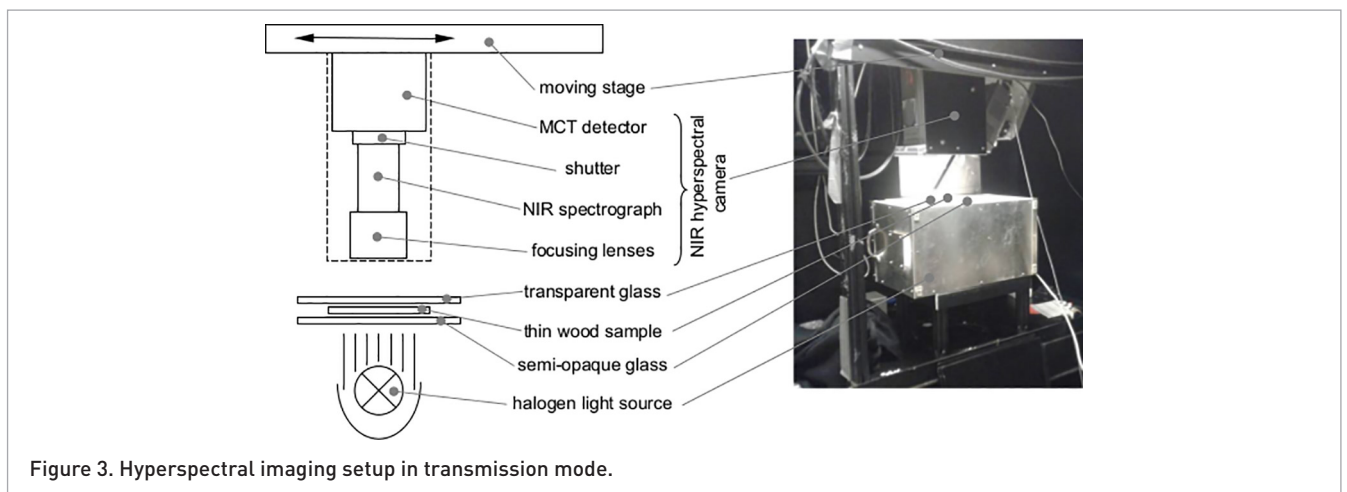 moving stage
MCT detector
shutter
NIR spectrograph
focusing lenses
NIR hyperspectral
camera
transparent glass
thin wood sample
semi-opaque glass
halogen light source
Figure 3. Hyperspectral imaging setup in transmission mode.